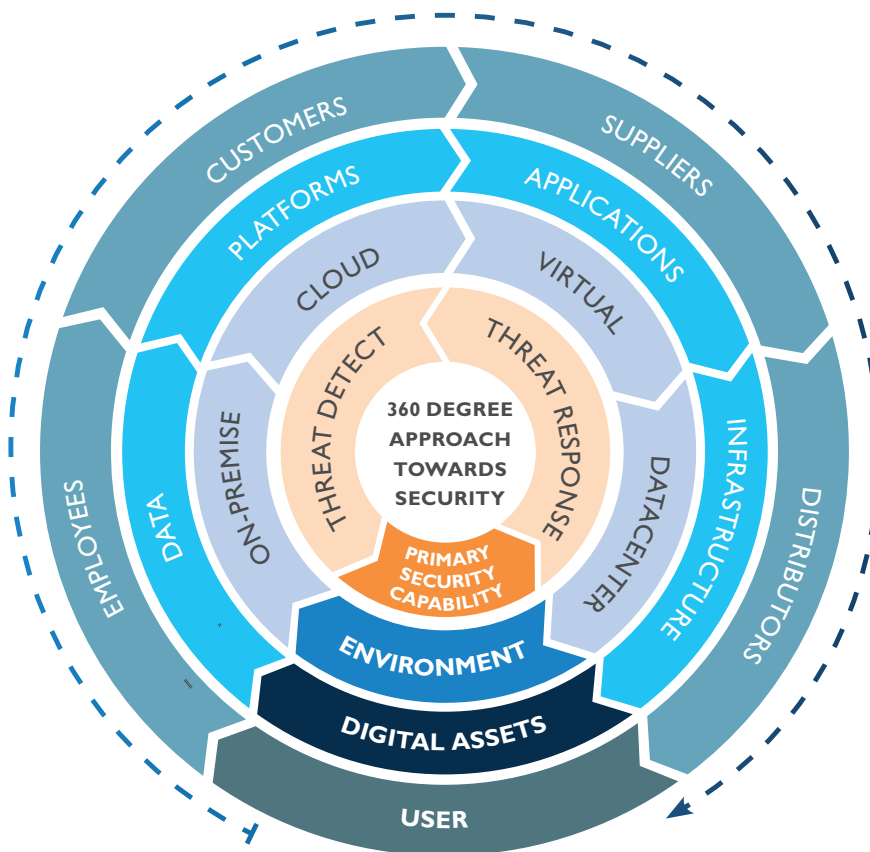 CUSTOMERS
SUPPLIERS
PLATFORMS
APPLICATIONS
CLOUD
VIRTUAL
THREAT DETECT
THREAT RESPONSE
360 DEGREE
APPROACH
TOWARDS
SECURITY
EMPLOYEES
DATA
ON-PREMISE
DATACENTER
INFRASTRUCTURE
DISTRIBUTORS
PRIMARY
SECURITY
CAPABILITY
ENVIRONMENT
DIGITAL ASSETS
USER